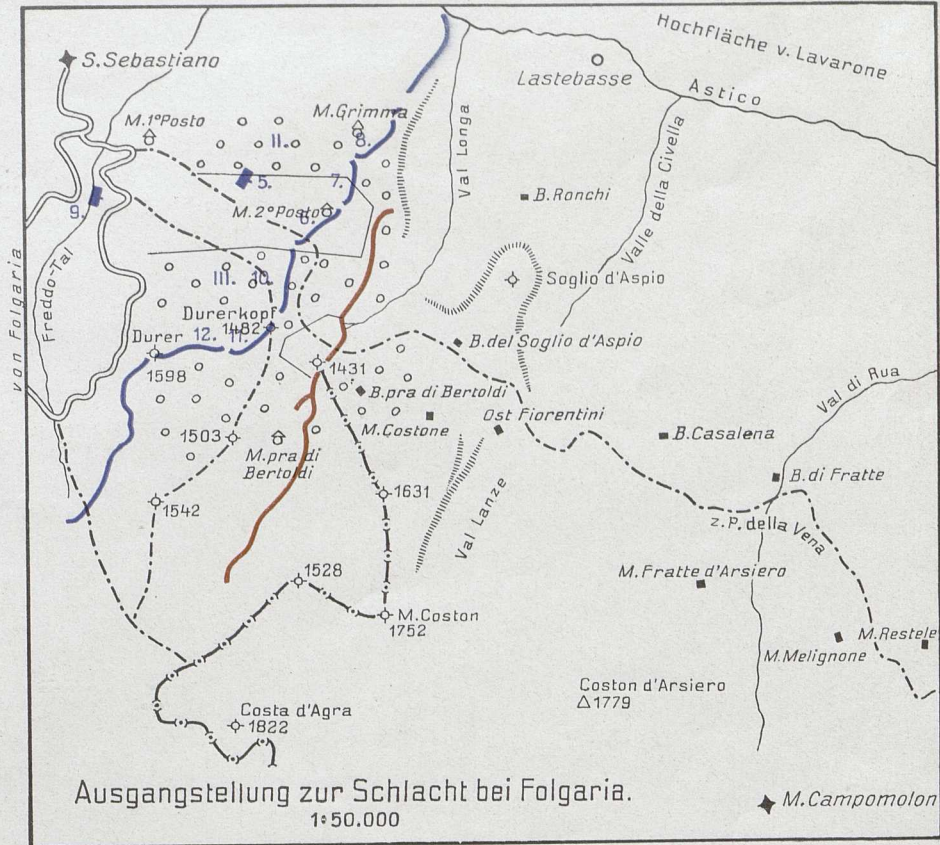 Hochfläche v. Lavarone
S.Sebastiano
Lastebasse
Astico
M.1ºPosto
M.Grimma
II.
8.
Val Longa
Valle della Civella
5.
7.
9.
B.Ronchi
M.2ºPosto
6.
von Folgaria
Freddo-Tal
III. 10.
Soglio d'Aspio
Durerkopf
1482
Durer
12. 11.
B.del Soglio d'Aspio
1598
1431
B.pra di Bertoldi
Val di Rua
M.Costone
Ost Fiorentini
1503
B.Casalena
M.pra di
Bertoldi
B.di Fratte
1542
1631
Val Lanze
z.P. della Vena
1528
M.Fratte d'Arsiero
M.Coston
1752
M.Restele
M.Melignone
Coston d'Arsiero
1779
Costa d'Agra
1822
Ausgangstellung zur Schlacht bei Folgaria.
1:50.000
M.Campomolon